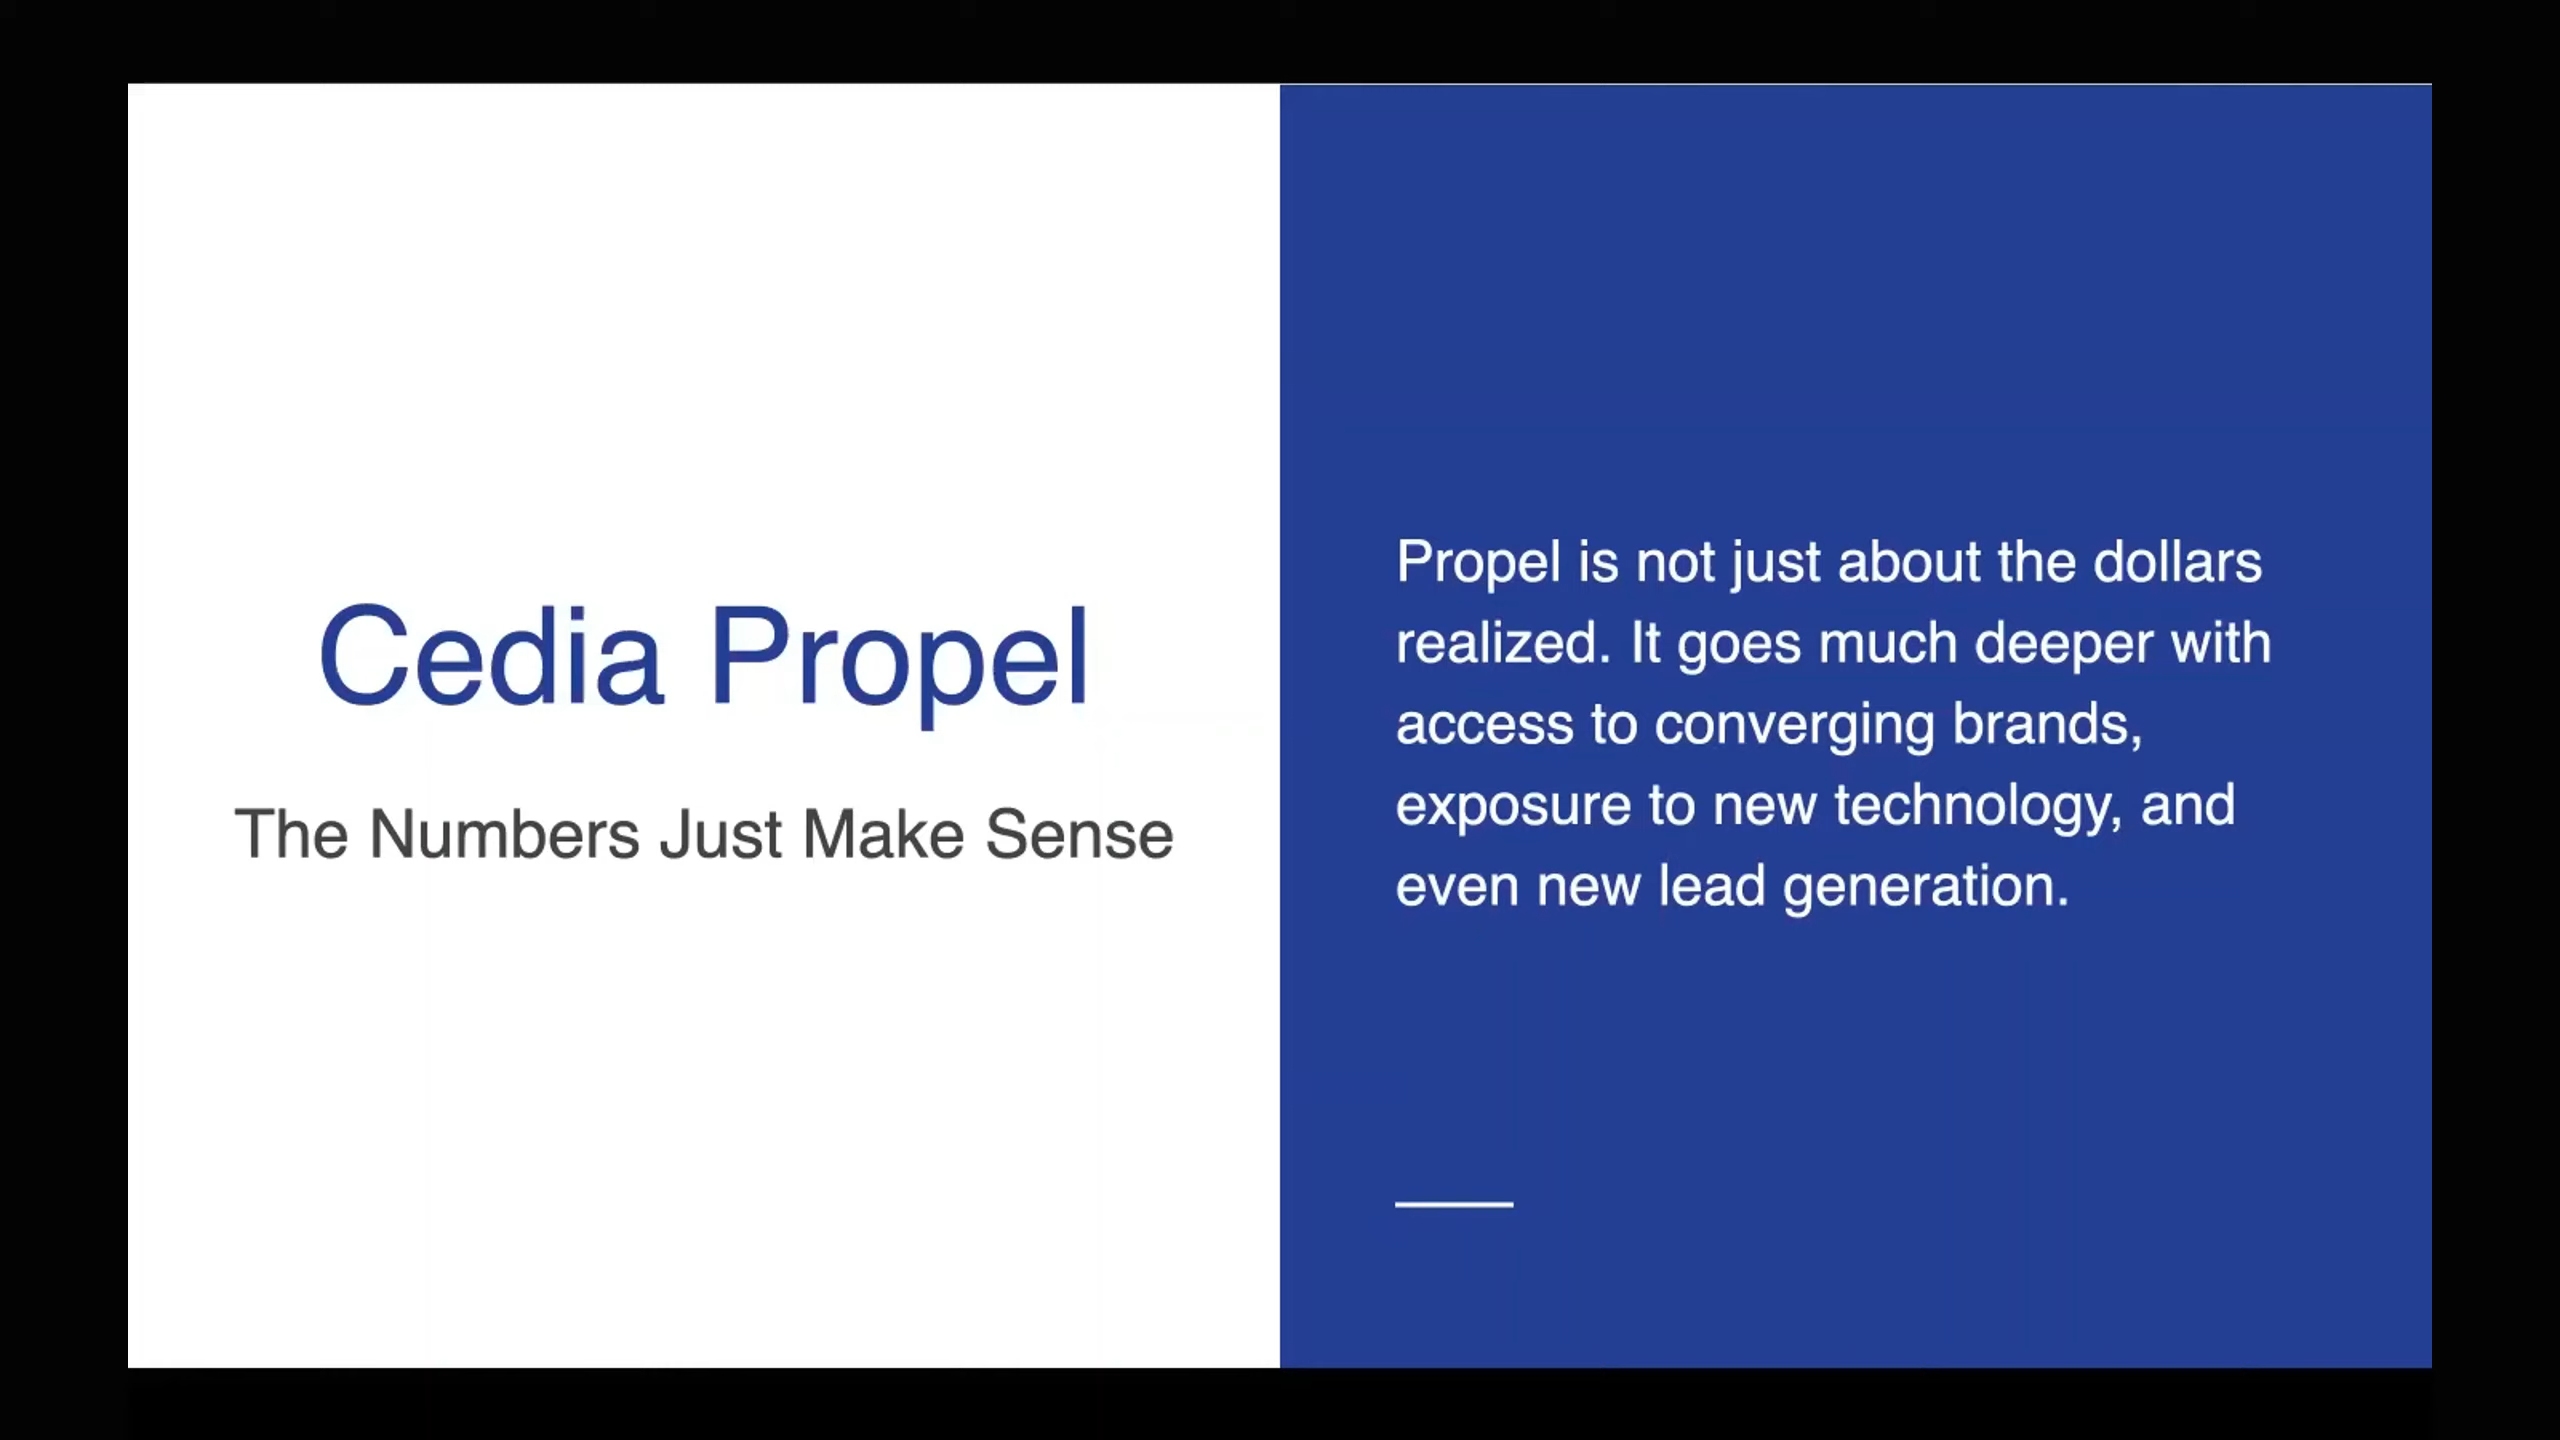 Cedia Propel
The Numbers Just Make Sense
Propel is not just about the dollars
realized. It goes much deeper with
access to converging brands,
exposure to new technology, and
even new lead generation.